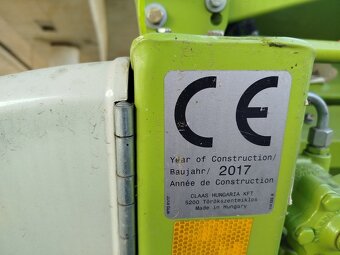 CE
Year of Construction/
Baujahr/ 2017
Année de Construction
CLAAS HUNGARIA KFT
5200 Törökszentmiklós
Made in Hungary